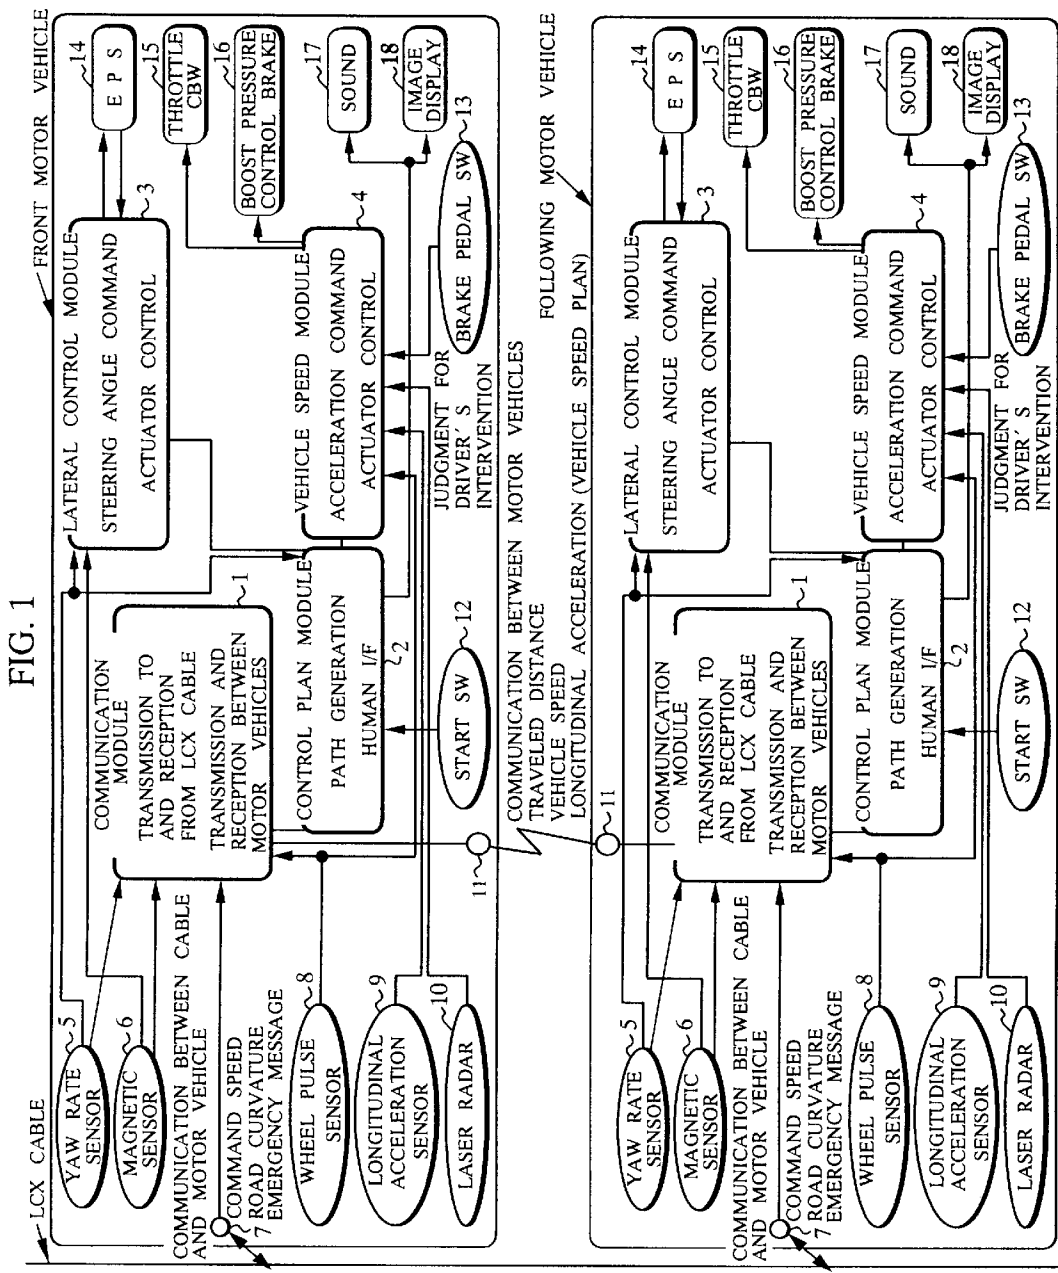 FIG. 1
LCX CABLE
FRONT MOTOR VEHICLE
YAW RATE
SENSOR
5
MAGNETIC
SENSOR
6
COMMUNICATION BETWEEN CABLE
AND MOTOR VEHICLE
7
COMMAND SPEED
ROAD CURVATURE
EMERGENCY MESSAGE
WHEEL PULSE
SENSOR
8
LONGITUDINAL
ACCELERATION
SENSOR
9
LASER RADAR
10
COMMUNICATION
MODULE
1
TRANSMISSION TO
AND RECEPTION
FROM LCX CABLE
TRANSMISSION AND
RECEPTION BETWEEN
MOTOR VEHICLES
CONTROL PLAN MODULE
PATH GENERATION
HUMAN I/F
2
START SW
12
11
LATERAL CONTROL MODULE
STEERING ANGLE COMMAND
ACTUATOR CONTROL
3
VEHICLE SPEED MODULE
ACCELERATION COMMAND
ACTUATOR CONTROL
4
JUDGMENT FOR
DRIVER'S
INTERVENTION
BRAKE PEDAL SW
13
14
E P S
15
THROTTLE
CBW
16
BOOST PRESSURE
CONTROL BRAKE
17
SOUND
18
IMAGE
DISPLAY
COMMUNICATION BETWEEN MOTOR VEHICLES
TRAVELED DISTANCE
VEHICLE SPEED
LONGITUDINAL ACCELERATION (VEHICLE SPEED PLAN)
FOLLOWING MOTOR VEHICLE
11
YAW RATE
SENSOR
5
MAGNETIC
SENSOR
6
COMMUNICATION BETWEEN CABLE
AND MOTOR VEHICLE
7
COMMAND SPEED
ROAD CURVATURE
EMERGENCY MESSAGE
WHEEL PULSE
SENSOR
8
LONGITUDINAL
ACCELERATION
SENSOR
9
LASER RADAR
10
COMMUNICATION
MODULE
1
TRANSMISSION TO
AND RECEPTION
FROM LCX CABLE
TRANSMISSION AND
RECEPTION BETWEEN
MOTOR VEHICLES
CONTROL PLAN MODULE
PATH GENERATION
HUMAN I/F
2
START SW
12
LATERAL CONTROL MODULE
STEERING ANGLE COMMAND
ACTUATOR CONTROL
3
VEHICLE SPEED MODULE
ACCELERATION COMMAND
ACTUATOR CONTROL
4
JUDGMENT FOR
DRIVER'S
INTERVENTION
BRAKE PEDAL SW
13
14
E P S
15
THROTTLE
CBW
16
BOOST PRESSURE
CONTROL BRAKE
17
SOUND
18
IMAGE
DISPLAY